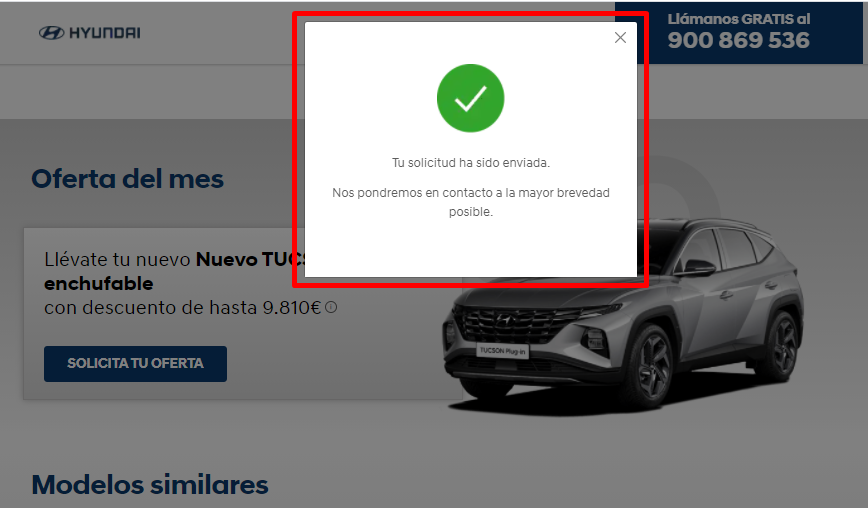 HYUNDAI
Llámanos GRATIS al
900 869 536
Tu solicitud ha sido enviada.
Nos pondremos en contacto a la mayor brevedad
posible.
Oferta del mes
Llévate tu nuevo Nuevo TUCS
enchufable
con descuento de hasta 9.810€
SOLICITA TU OFERTA
TUCSON Plug-in
Modelos similares